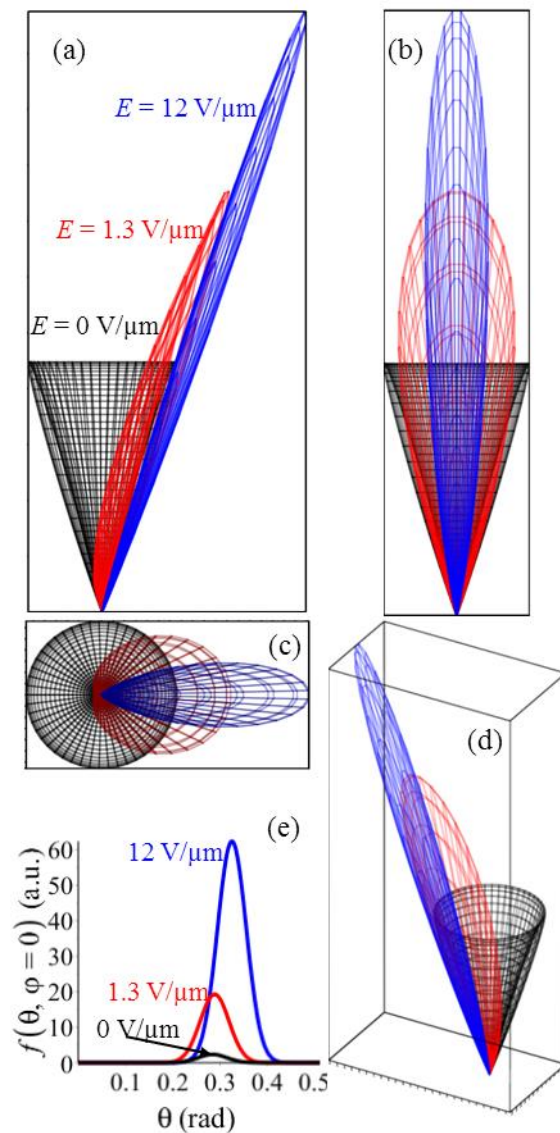 (a)
E = 12 V/µm
E = 1.3 V/µm
E = 0 V/µm
(b)
(c)
(d)
(e)
f(θ, φ = 0) (a.u.)
60
50
40
30
20
10
0
12 V/µm
1.3 V/µm
0 V/µm
0.1 0.2 0.3 0.4 0.5
θ (rad)